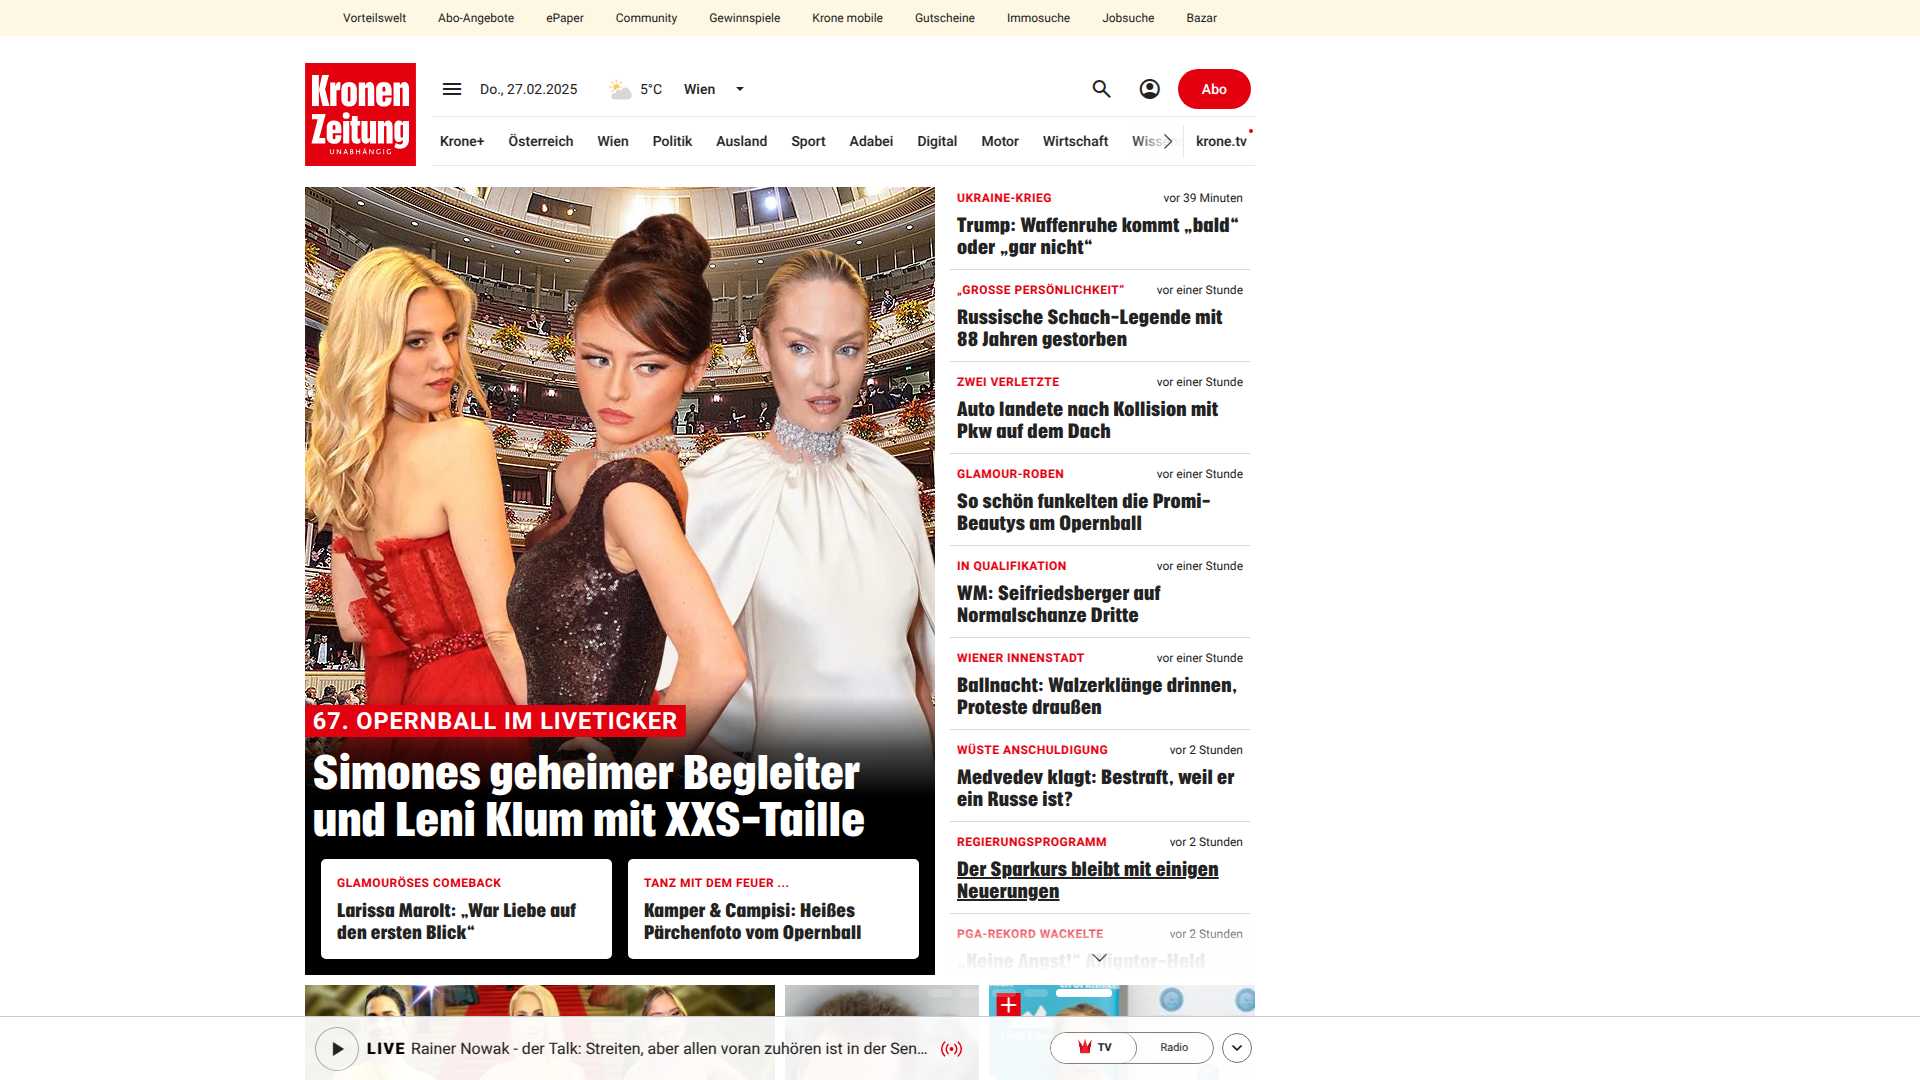 Vorteilswelt Abo-Angebote ePaper Community Gewinnspiele Krone mobile Gutscheine Immosuche Jobsuche Bazar
Kronen
Zeitung
UNABHÄNGIG
Do., 27.02.2025 5°C Wien
Abo
Krone+ Österreich Wien Politik Ausland Sport Adabei Digital Motor Wirtschaft krone.tv
67. OPERNBALL IM LIVETICKER
Simones geheimer Begleiter
und Leni Klum mit XXS-Taille
GLAMOURÖSES COMEBACK
Larissa Marolt: „War Liebe auf
den ersten Blick“
TANZ MIT DEM FEUER ...
Kamper & Campisi: Heißes
Pärchenfoto vom Opernball
UKRAINE-KRIEG vor 39 Minuten
Trump: Waffenruhe kommt „bald“
oder „gar nicht“
„GROSSE PERSÖNLICHKEIT“ vor einer Stunde
Russische Schach-Legende mit
88 Jahren gestorben
ZWEI VERLETZTE vor einer Stunde
Auto landete nach Kollision mit
Pkw auf dem Dach
GLAMOUR-ROBEN vor einer Stunde
So schön funkelten die Promi-
Beautys am Opernball
IN QUALIFIKATION vor einer Stunde
WM: Seifriedsberger auf
Normalschanze Dritte
WIENER INNENSTADT vor einer Stunde
Ballnacht: Walzerklänge drinnen,
Proteste draußen
WÜSTE ANSCHULDIGUNG vor 2 Stunden
Medvedev klagt: Bestraft, weil er
ein Russe ist?
REGIERUNGSPROGRAMM vor 2 Stunden
Der Sparkurs bleibt mit einigen
Neuerungen
PGA-REKORD WACKELTE vor 2 Stunden
„Keine Angst!“ Alligator-Held
LIVE Rainer Nowak - der Talk: Streiten, aber allen voran zuhören ist in der Sen...
TV Radio